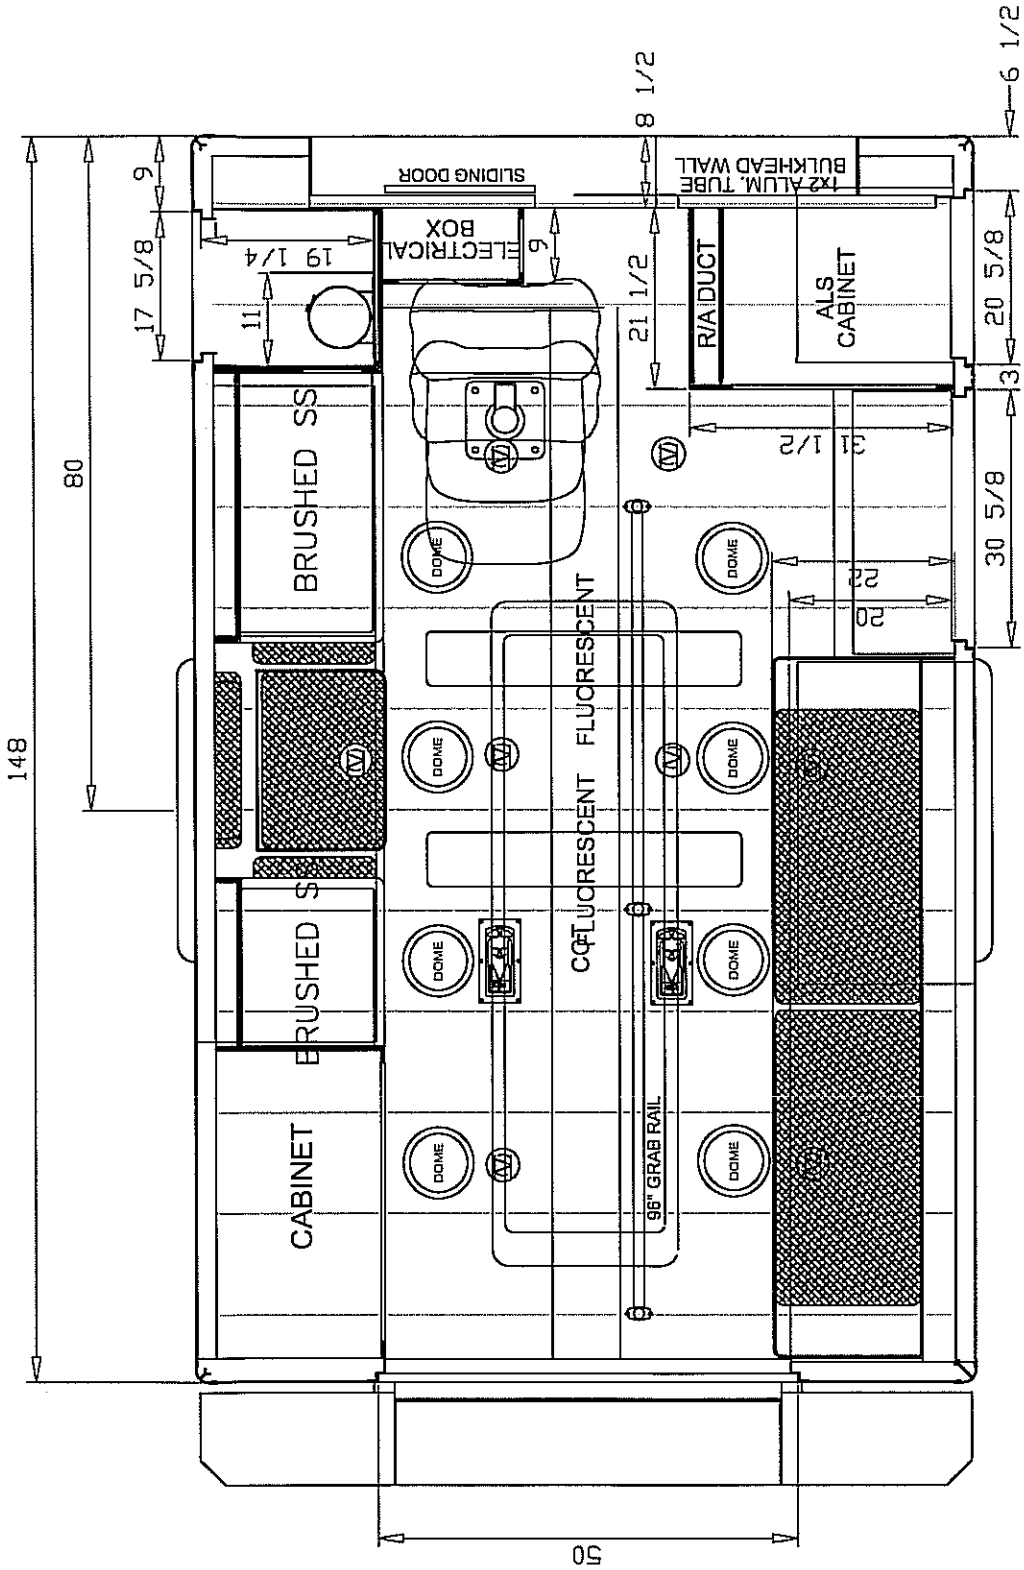 148
80
9
17 5/8
19 1/4
11
8 1/2
6 1/2
SLIDING DOOR
1x2 ALUM. TUBE
BULKHEAD WALL
ELECTRICAL
BOX
9
21 1/2
R/A DUCT
ALS
CABINET
20 5/8
3
31 1/2
30 5/8
22
20
BRUSHED SS
DOME
DOME
FLUORESCENT
DOME
DOME
FLUORESCENT
COT
BRUSHED S
DOME
DOME
CABINET
DOME
DOME
96" GRAB RAIL
50